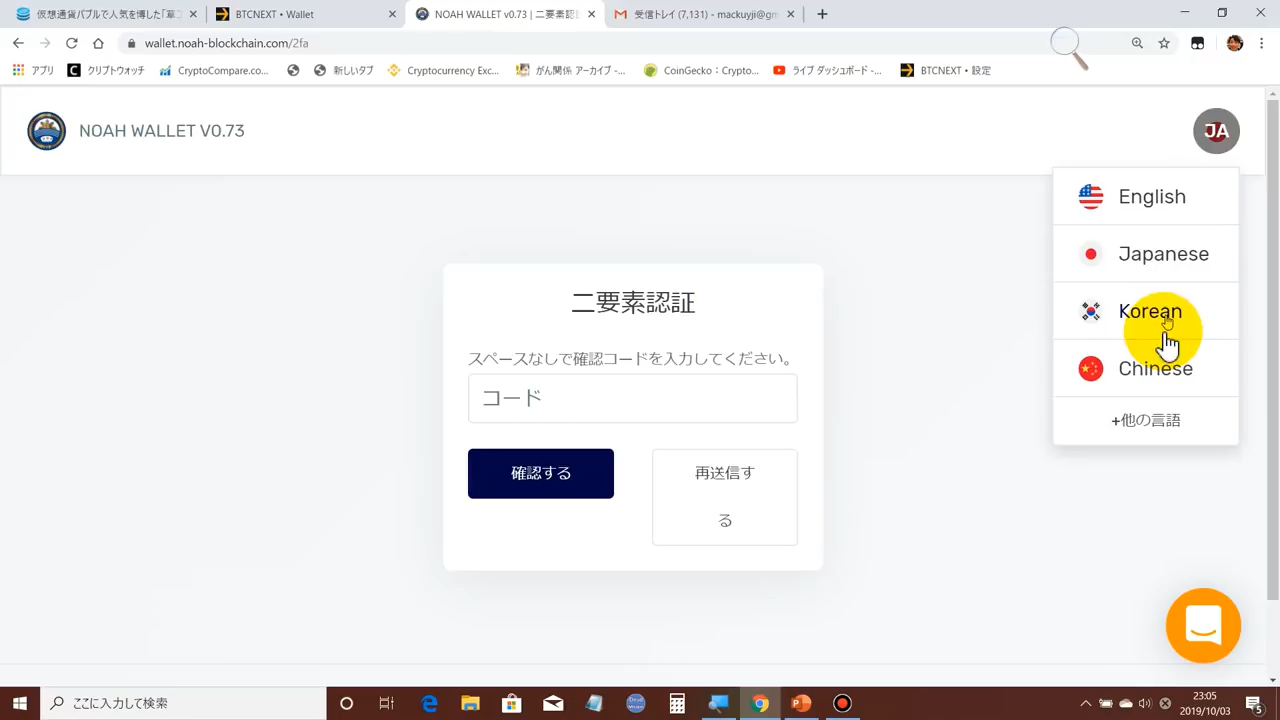 仮想通貨バブルで人気を博した「草コ
BTCNEXT • Wallet
NOAH WALLET v0.73 | 二要素認証
受信トレイ (7,131) - mackuyji@gm
wallet.noah-blockchain.com/2fa
アプリ
クリプトウォッチ
CryptoCompare.co...
新しいタブ
Cryptocurrency Exc...
がん関係 アーカイブ -...
CoinGecko：Crypto...
ライブ ダッシュボード -...
BTCNEXT • 設定
NOAH WALLET V0.73
JA
English
Japanese
Korean
Chinese
+他の言語
二要素認証
スペースなしで確認コードを入力してください。
コード
確認する
再送信す
る
ここに入力して検索
23:05
2019/10/03
5